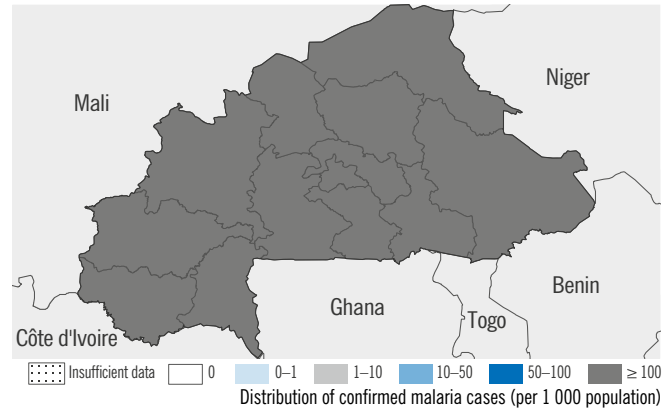 Mali
Niger
Benin
Ghana
Togo
Côte d'Ivoire
Insufficient data 0 0–1 1–10 10–50 50–100 ≥ 100
Distribution of confirmed malaria cases (per 1 000 population)